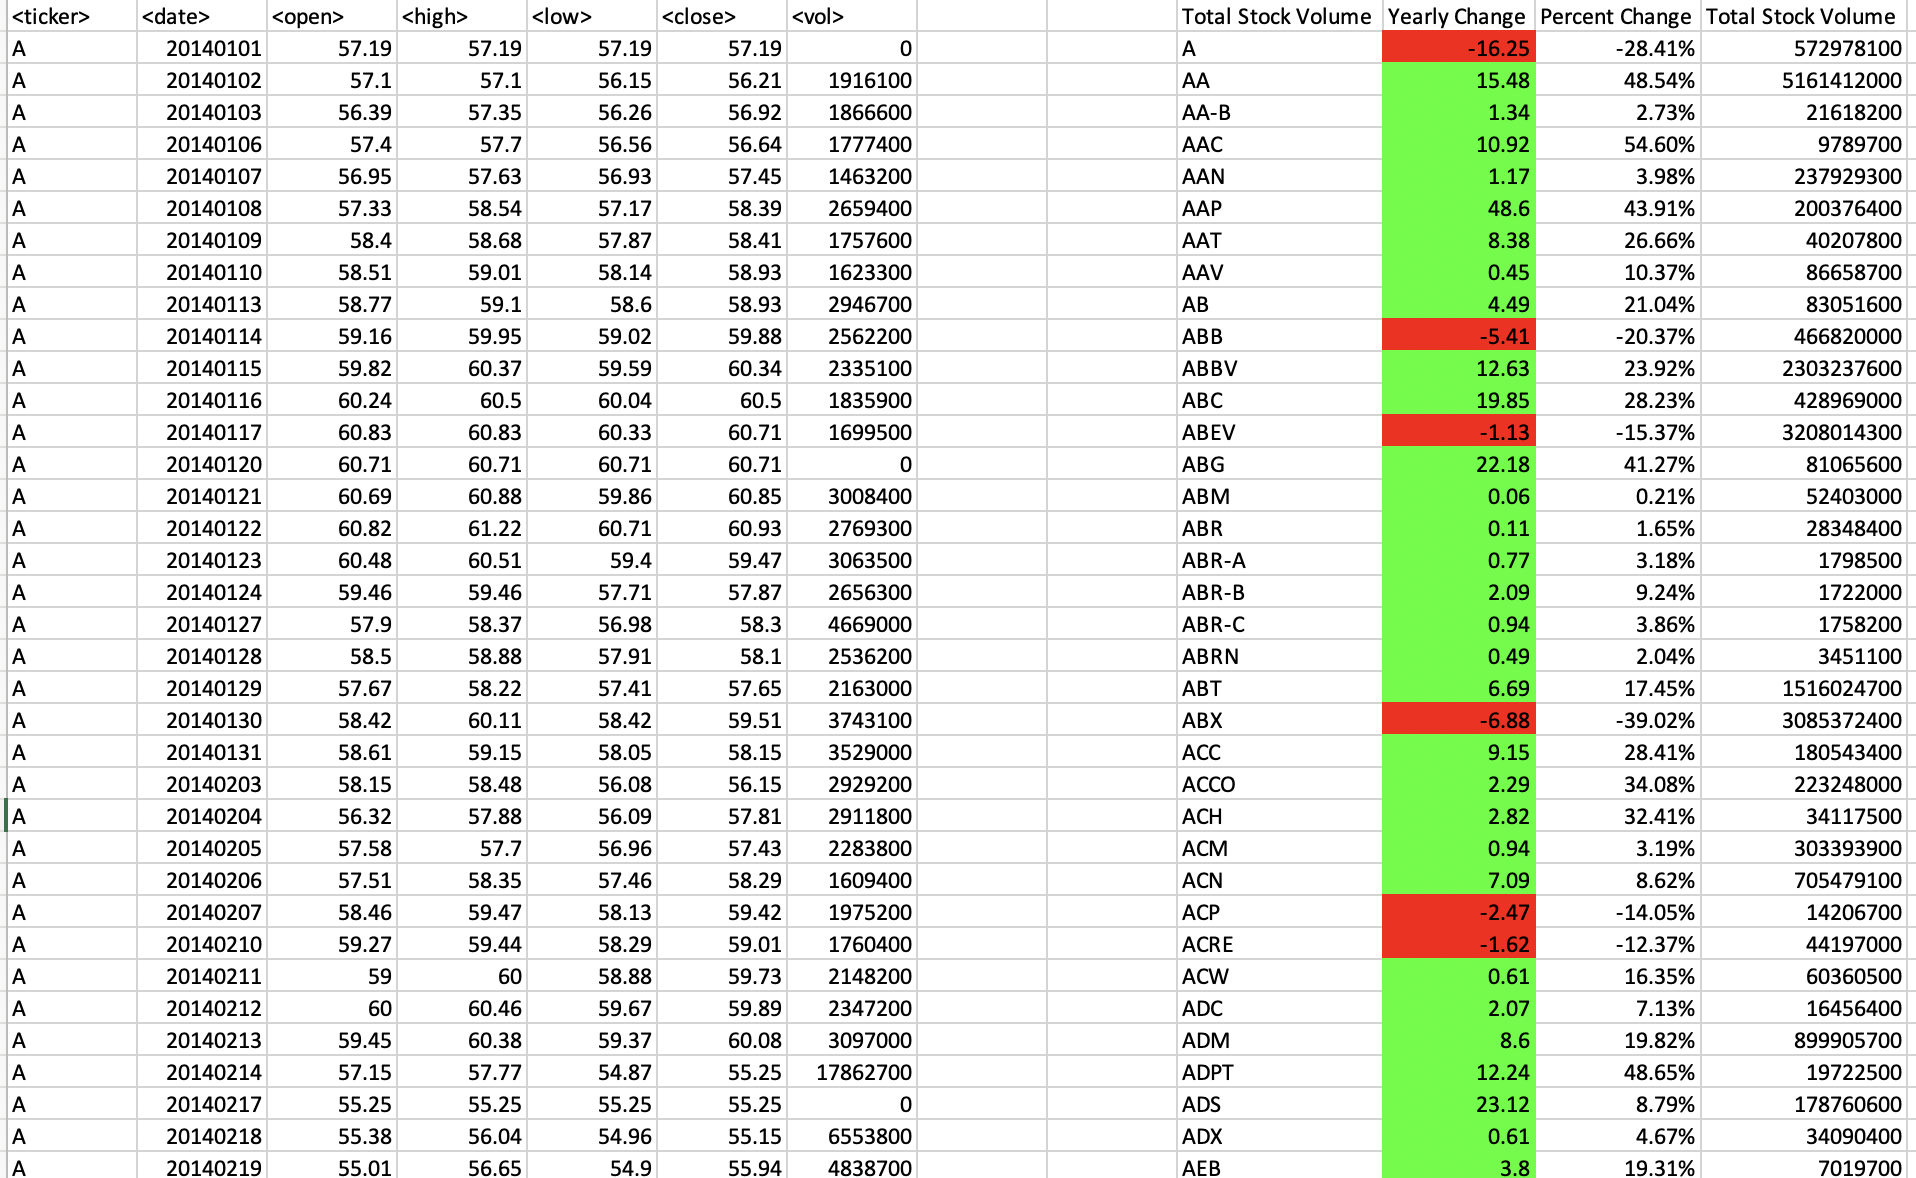 <ticker> <date> <open> <high> <low> <close> <vol> Total Stock Volume Yearly Change Percent Change Total Stock Volume
A 20140101 57.19 57.19 57.19 57.19 0 A -16.25 -28.41% 572978100
A 20140102 57.1 57.1 56.15 56.21 1916100 AA 15.48 48.54% 5161412000
A 20140103 56.39 57.35 56.26 56.92 1866600 AA-B 1.34 2.73% 21618200
A 20140106 57.4 57.7 56.56 56.64 1777400 AAC 10.92 54.60% 9789700
A 20140107 56.95 57.63 56.93 57.45 1463200 AAN 1.17 3.98% 237929300
A 20140108 57.33 58.54 57.17 58.39 2659400 AAP 48.6 43.91% 200376400
A 20140109 58.4 58.68 57.87 58.41 1757600 AAT 8.38 26.66% 40207800
A 20140110 58.51 59.01 58.14 58.93 1623300 AAV 0.45 10.37% 86658700
A 20140113 58.77 59.1 58.6 58.93 2946700 AB 4.49 21.04% 83051600
A 20140114 59.16 59.95 59.02 59.88 2562200 ABB -5.41 -20.37% 466820000
A 20140115 59.82 60.37 59.59 60.34 2335100 ABBV 12.63 23.92% 2303237600
A 20140116 60.24 60.5 60.04 60.5 1835900 ABC 19.85 28.23% 428969000
A 20140117 60.83 60.83 60.33 60.71 1699500 ABEV -1.13 -15.37% 3208014300
A 20140120 60.71 60.71 60.71 60.71 0 ABG 22.18 41.27% 81065600
A 20140121 60.69 60.88 59.86 60.85 3008400 ABM 0.06 0.21% 52403000
A 20140122 60.82 61.22 60.71 60.93 2769300 ABR 0.11 1.65% 28348400
A 20140123 60.48 60.51 59.4 59.47 3063500 ABR-A 0.77 3.18% 1798500
A 20140124 59.46 59.46 57.71 57.87 2656300 ABR-B 2.09 9.24% 1722000
A 20140127 57.9 58.37 56.98 58.3 4669000 ABR-C 0.94 3.86% 1758200
A 20140128 58.5 58.88 57.91 58.1 2536200 ABRN 0.49 2.04% 3451100
A 20140129 57.67 58.22 57.41 57.65 2163000 ABT 6.69 17.45% 1516024700
A 20140130 58.42 60.11 58.42 59.51 3743100 ABX -6.88 -39.02% 3085372400
A 20140131 58.61 59.15 58.05 58.15 3529000 ACC 9.15 28.41% 180543400
A 20140203 58.15 58.48 56.08 56.15 2929200 ACCO 2.29 34.08% 223248000
A 20140204 56.32 57.88 56.09 57.81 2911800 ACH 2.82 32.41% 34117500
A 20140205 57.58 57.7 56.96 57.43 2283800 ACM 0.94 3.19% 303393900
A 20140206 57.51 58.35 57.46 58.29 1609400 ACN 7.09 8.62% 705479100
A 20140207 58.46 59.47 58.13 59.42 1975200 ACP -2.47 -14.05% 14206700
A 20140210 59.27 59.44 58.29 59.01 1760400 ACRE -1.62 -12.37% 44197000
A 20140211 59 60 58.88 59.73 2148200 ACW 0.61 16.35% 60360500
A 20140212 60 60.46 59.67 59.89 2347200 ADC 2.07 7.13% 16456400
A 20140213 59.45 60.38 59.37 60.08 3097000 ADM 8.6 19.82% 899905700
A 20140214 57.15 57.77 54.87 55.25 17862700 ADPT 12.24 48.65% 19722500
A 20140217 55.25 55.25 55.25 55.25 0 ADS 23.12 8.79% 178760600
A 20140218 55.38 56.04 54.96 55.15 6553800 ADX 0.61 4.67% 34090400
A 20140219 55.01 56.65 54.9 55.94 4838700 AEB 3.8 19.31% 7019700